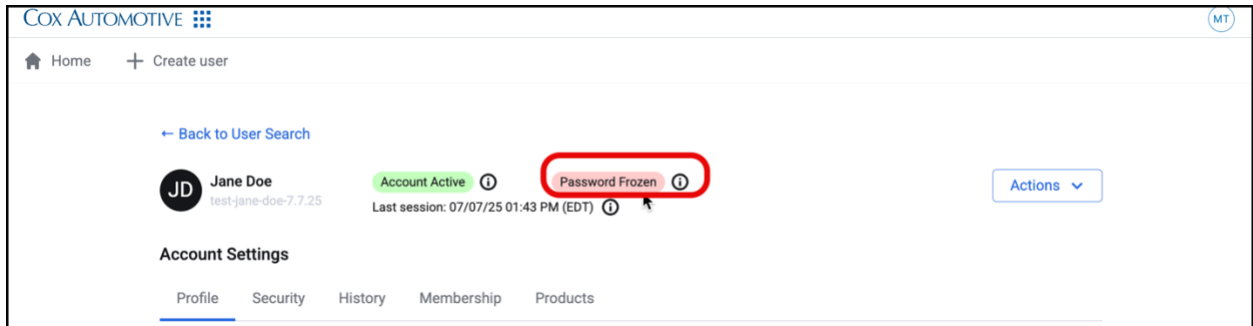 COX AUTOMOTIVE
MT
Home
Create user
← Back to User Search
JD
Jane Doe
Account Active
Password Frozen
Actions
test-jane-doe-7.7.25
Last session: 07/07/25 01:43 PM (EDT)
Account Settings
Profile Security History Membership Products